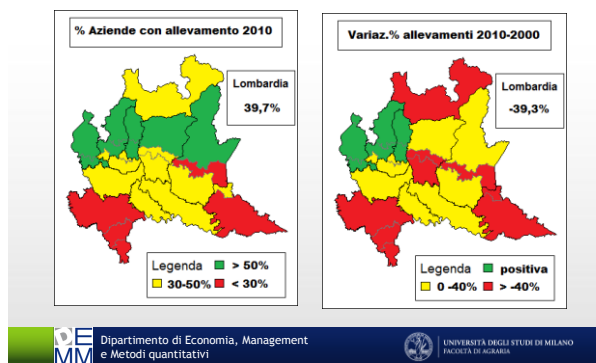 % Aziende con allevamento 2010
Lombardia
39,7%
Legenda
> 50%
30-50%
< 30%
Variaz.% allevamenti 2010-2000
Lombardia
-39,3%
Legenda
positiva
0 -40%
> -40%
DE
MM
Dipartimento di Economia, Management
e Metodi quantitativi
UNIVERSITÀ DEGLI STUDI DI MILANO
FACOLTÀ DI AGRARIA